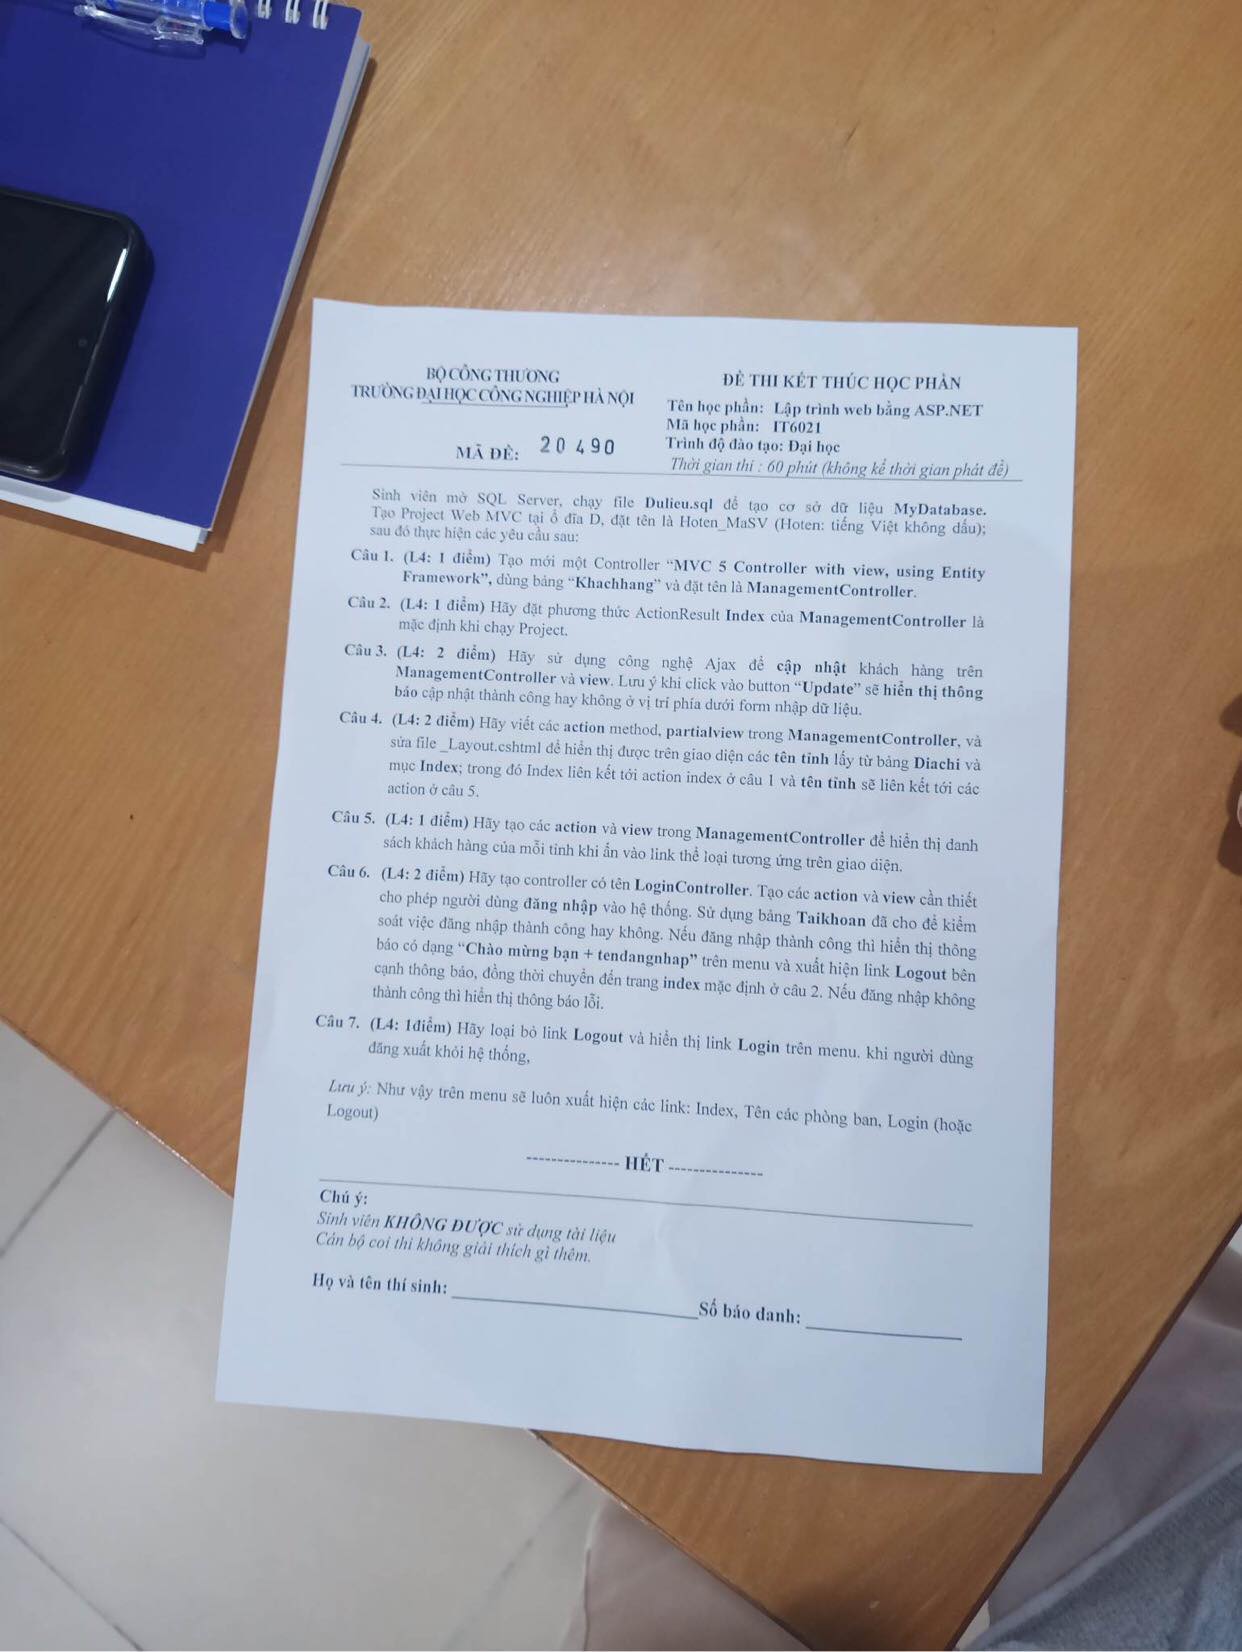 BỘ CÔNG THƯƠNG
TRƯỜNG ĐẠI HỌC CÔNG NGHIỆP HÀ NỘI
MÃ ĐỀ: 20 490
ĐỀ THI KẾT THÚC HỌC PHẦN
Tên học phần: Lập trình web bằng ASP.NET
Mã học phần: IT6021
Trình độ đào tạo: Đại học
Thời gian thi : 60 phút (không kể thời gian phát đề)
Sinh viên mở SQL Server, chạy file Dulieu.sql để tạo cơ sở dữ liệu MyDatabase.
Tạo Project Web MVC tại ổ đĩa D, đặt tên là Hoten_MaSV (Hoten: tiếng Việt không dấu);
sau đó thực hiện các yêu cầu sau:
Câu 1. (L4: 1 điểm) Tạo mới một Controller “MVC 5 Controller with view, using Entity
Framework”, dùng bảng “Khachhang” và đặt tên là ManagementController.
Câu 2. (L4: 1 điểm) Hãy đặt phương thức ActionResult Index của ManagementController là
mặc định khi chạy Project.
Câu 3. (L4: 2 điểm) Hãy sử dụng công nghệ Ajax để cập nhật khách hàng trên
ManagementController và view. Lưu ý khi click vào button “Update” sẽ hiển thị thông
báo cập nhật thành công hay không ở vị trí phía dưới form nhập dữ liệu.
Câu 4. (L4: 2 điểm) Hãy viết các action method, partialview trong ManagementController, và
sửa file _Layout.cshtml để hiển thị được trên giao diện các tên tỉnh lấy từ bảng Diachi và
mục Index; trong đó Index liên kết tới action index ở câu 1 và tên tỉnh sẽ liên kết tới các
action ở câu 5.
Câu 5. (L4: 1 điểm) Hãy tạo các action và view trong ManagementController để hiển thị danh
sách khách hàng của mỗi tỉnh khi ấn vào link thể loại tương ứng trên giao diện.
Câu 6. (L4: 2 điểm) Hãy tạo controller có tên LoginController. Tạo các action và view cần thiết
cho phép người dùng đăng nhập vào hệ thống. Sử dụng bảng Taikhoan đã cho để kiểm
soát việc đăng nhập thành công hay không. Nếu đăng nhập thành công thì hiển thị thông
báo có dạng “Chào mừng bạn + tendangnhap” trên menu và xuất hiện link Logout bên
cạnh thông báo, đồng thời chuyển đến trang index mặc định ở câu 2. Nếu đăng nhập không
thành công thì hiển thị thông báo lỗi.
Câu 7. (L4: 1điểm) Hãy loại bỏ link Logout và hiển thị link Login trên menu. khi người dùng
đăng xuất khỏi hệ thống,
Lưu ý: Như vậy trên menu sẽ luôn xuất hiện các link: Index, Tên các phòng ban, Login (hoặc
Logout)
--------------- HẾT ---------------
Chú ý:
Sinh viên KHÔNG ĐƯỢC sử dụng tài liệu
Cán bộ coi thi không giải thích gì thêm.
Họ và tên thí sinh: ____________________ Số báo danh: ____________